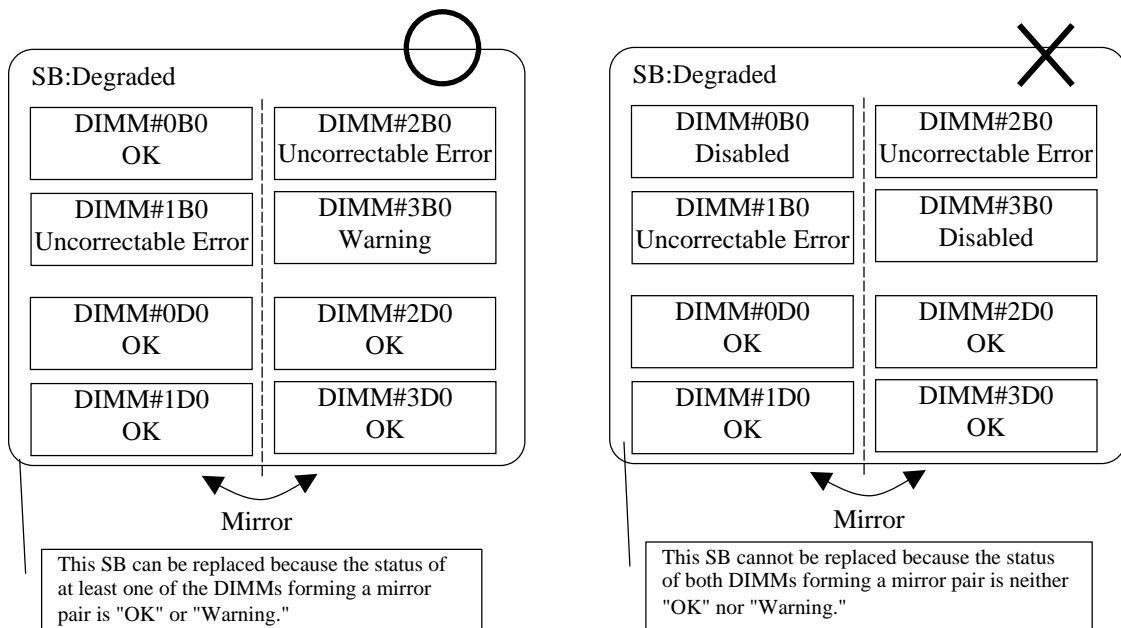 SB:Degraded
DIMM#0B0
OK
DIMM#2B0
Uncorrectable Error
DIMM#1B0
Uncorrectable Error
DIMM#3B0
Warning
DIMM#0D0
OK
DIMM#2D0
OK
DIMM#1D0
OK
DIMM#3D0
OK
Mirror
This SB can be replaced because the status of
at least one of the DIMMs forming a mirror
pair is "OK" or "Warning."
SB:Degraded
DIMM#0B0
Disabled
DIMM#2B0
Uncorrectable Error
DIMM#1B0
Uncorrectable Error
DIMM#3B0
Disabled
DIMM#0D0
OK
DIMM#2D0
OK
DIMM#1D0
OK
DIMM#3D0
OK
Mirror
This SB cannot be replaced because the status
of both DIMMs forming a mirror pair is neither
"OK" nor "Warning."